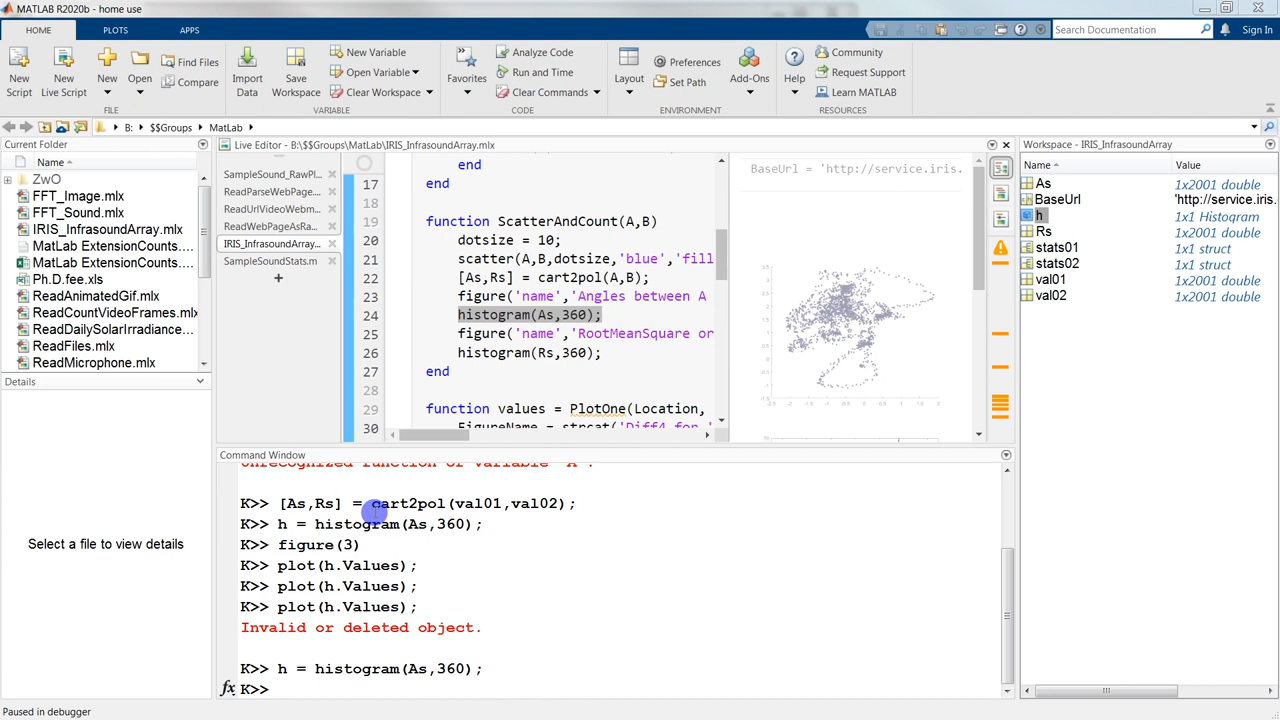 MATLAB R2020b - home use
HOME PLOTS APPS
Search Documentation
Sign In
New Script
New Live Script
New
Open
Find Files
Compare
FILE
Import Data
Save Workspace
New Variable
Open Variable
Clear Workspace
VARIABLE
Favorites
Analyze Code
Run and Time
Clear Commands
CODE
Layout
Preferences
Set Path
Add-Ons
ENVIRONMENT
Help
Community
Request Support
Learn MATLAB
RESOURCES
B: $$Groups MatLab
Current Folder
Name
ZwO
FFT_Image.mlx
FFT_Sound.mlx
IRIS_InfrasoundArray.mlx
MatLab ExtensionCounts....
MatLab ExtensionCounts....
Ph.D.fee.xls
ReadAnimatedGif.mlx
ReadCountVideoFrames.mlx
ReadDailySolarIrradiance...
ReadFiles.mlx
ReadMicrophone.mlx
Details
Select a file to view details
Live Editor - B:\$$Groups\MatLab\IRIS_InfrasoundArray.mlx
SampleSound_RawPl...
ReadParseWebPage...
ReadUrlVideoWebm...
ReadWebPageAsRa...
IRIS_InfrasoundArray...
SampleSoundStats.m
end
17 end
18
19 function ScatterAndCount(A,B)
20 dotsize = 10;
21 scatter(A,B,dotsize,'blue','fill
22 [As,Rs] = cart2pol(A,B);
23 figure('name','Angles between A
24 histogram(As,360);
25 figure('name','RootMeanSquare or
26 histogram(Rs,360);
27 end
28
29 function values = PlotOne(Location,
30 FigureName = strcat('Diff4 for '
BaseUrl = 'http://service.iris.
Command Window
Unrecognized function or variable 'A'.
K>> [As,Rs] = cart2pol(val01,val02);
K>> h = histogram(As,360);
K>> figure(3)
K>> plot(h.Values);
K>> plot(h.Values);
K>> plot(h.Values);
Invalid or deleted object.
K>> h = histogram(As,360);
fx K>>
Workspace - IRIS_InfrasoundArray
Name Value
As 1x2001 double
BaseUrl 'http://service.iris.
h 1x1 Histogram
Rs 1x2001 double
stats01 1x1 struct
stats02 1x1 struct
val01 1x2001 double
val02 1x2001 double
Paused in debugger